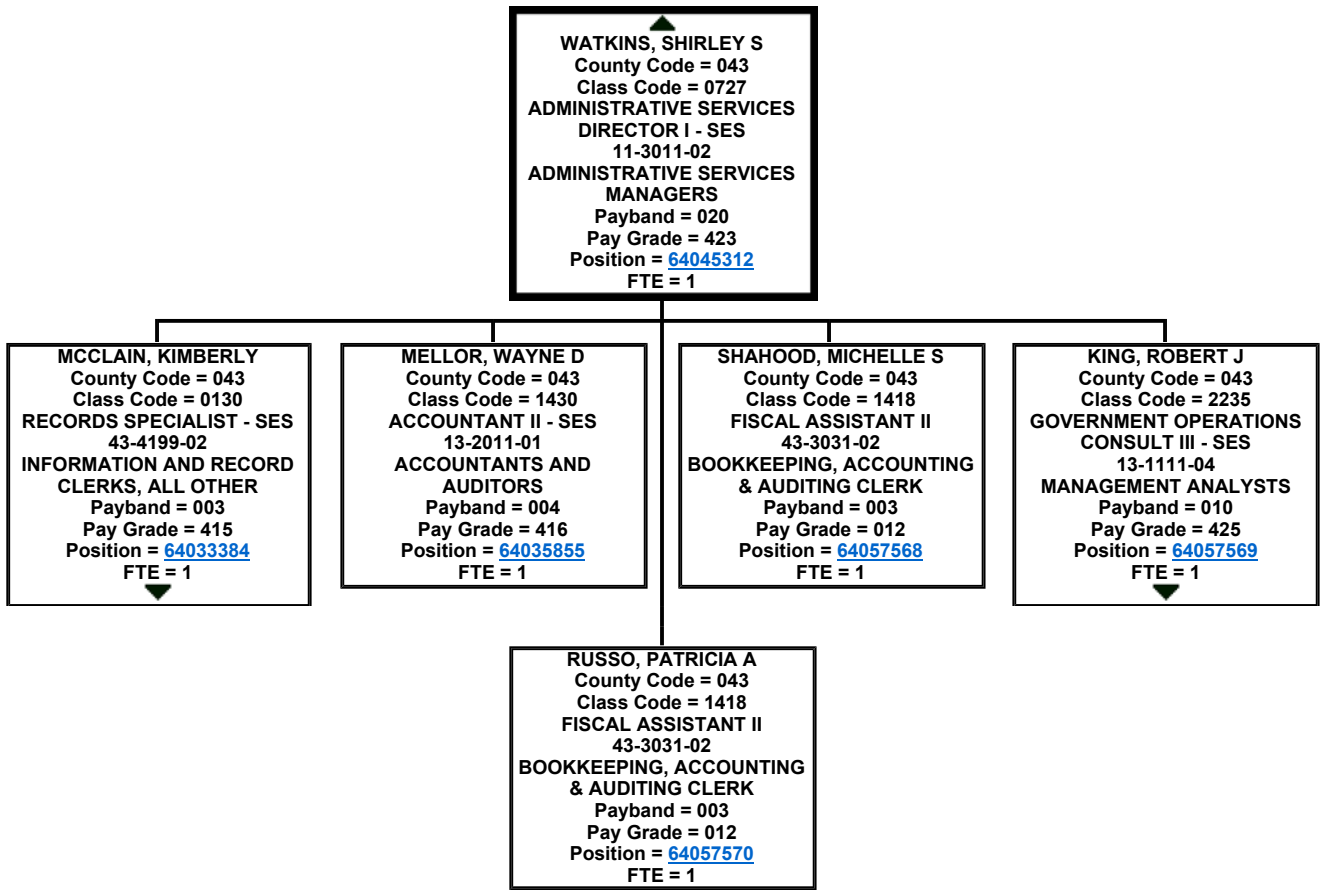 WATKINS, SHIRLEY S
County Code = 043
Class Code = 0727
ADMINISTRATIVE SERVICES
DIRECTOR I - SES
11-3011-02
ADMINISTRATIVE SERVICES
MANAGERS
Payband = 020
Pay Grade = 423
Position = 64045312
FTE = 1
MCCLAIN, KIMBERLY
County Code = 043
Class Code = 0130
RECORDS SPECIALIST - SES
43-4199-02
INFORMATION AND RECORD
CLERKS, ALL OTHER
Payband = 003
Pay Grade = 415
Position = 64033384
FTE = 1
MELLOR, WAYNE D
County Code = 043
Class Code = 1430
ACCOUNTANT II - SES
13-2011-01
ACCOUNTANTS AND
AUDITORS
Payband = 004
Pay Grade = 416
Position = 64035855
FTE = 1
SHAHOOD, MICHELLE S
County Code = 043
Class Code = 1418
FISCAL ASSISTANT II
43-3031-02
BOOKKEEPING, ACCOUNTING
& AUDITING CLERK
Payband = 003
Pay Grade = 012
Position = 64057568
FTE = 1
KING, ROBERT J
County Code = 043
Class Code = 2235
GOVERNMENT OPERATIONS
CONSULT III - SES
13-1111-04
MANAGEMENT ANALYSTS
Payband = 010
Pay Grade = 425
Position = 64057569
FTE = 1
RUSSO, PATRICIA A
County Code = 043
Class Code = 1418
FISCAL ASSISTANT II
43-3031-02
BOOKKEEPING, ACCOUNTING
& AUDITING CLERK
Payband = 003
Pay Grade = 012
Position = 64057570
FTE = 1